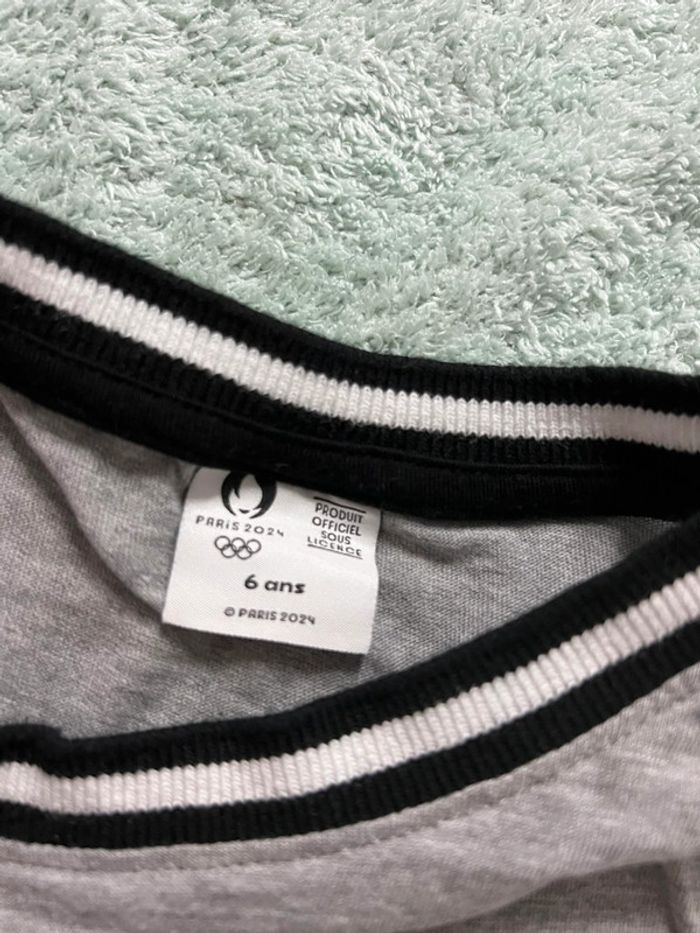 PARIS 2024
6 ans
© PARIS 2024
PRODUIT
OFFICIEL
SOUS
LICENCE